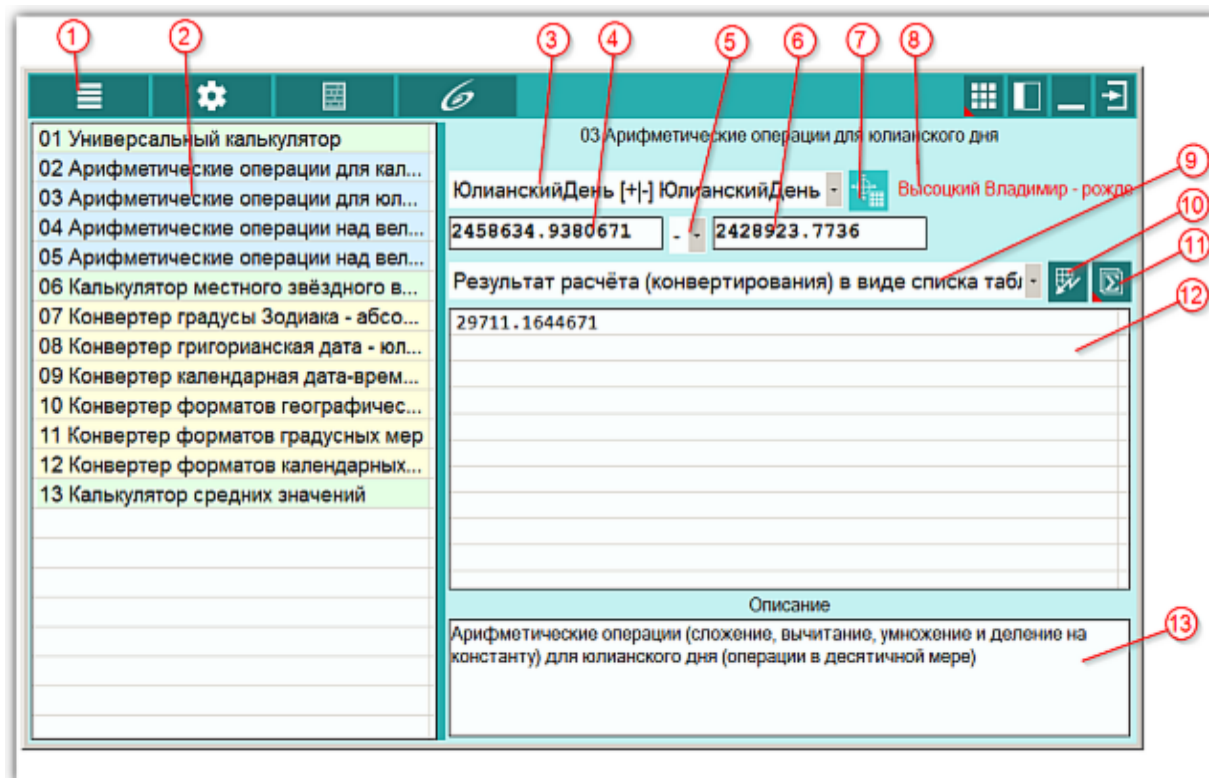 1 2 3 4 5 6 7 8
01 Универсальный калькулятор
02 Арифметические операции для кал...
03 Арифметические операции для юл...
04 Арифметические операции над вел...
05 Арифметические операции над вел...
06 Калькулятор местного звёздного в...
07 Конвертер градусы Зодиака - абсо...
08 Конвертер григорианская дата - юл...
09 Конвертер календарная дата-врем...
10 Конвертер форматов географичес...
11 Конвертер форматов градусных мер
12 Конвертер форматов календарных...
13 Калькулятор средних значений
03 Арифметические операции для юлианского дня
9
ЮлианскийДень [+|-] ЮлианскийДень Высоцкий Владимир - рожде
10
2458634.9380671 - 2428923.7736
11
Результат расчёта (конвертирования) в виде списка табл
12
29711.1644671
Описание
13
Арифметические операции (сложение, вычитание, умножение и деление на
константу) для юлианского дня (операции в десятичной мере)